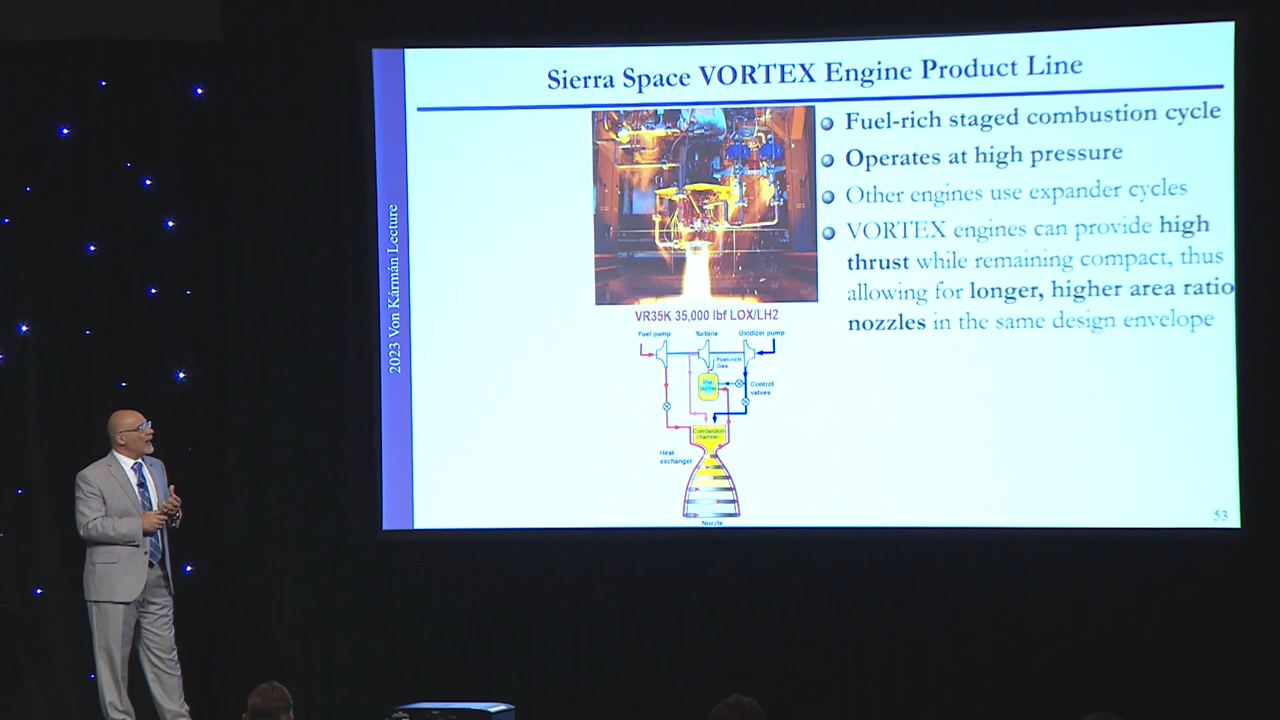 Sierra Space VORTEX Engine Product Line
2023 Von Kármán Lecture
Fuel-rich staged combustion cycle
Operates at high pressure
Other engines use expander cycles
VORTEX engines can provide high
thrust while remaining compact, thus
allowing for longer, higher area ratio
nozzles in the same design envelope
VR35K 35,000 lbf LOX/LH2
Fuel pump
Turbine
Oxidizer pump
Fuel-rich
Gas
Pre
burner
Control
valves
Combustion
chamber
Heat
exchanger
Nozzle
53